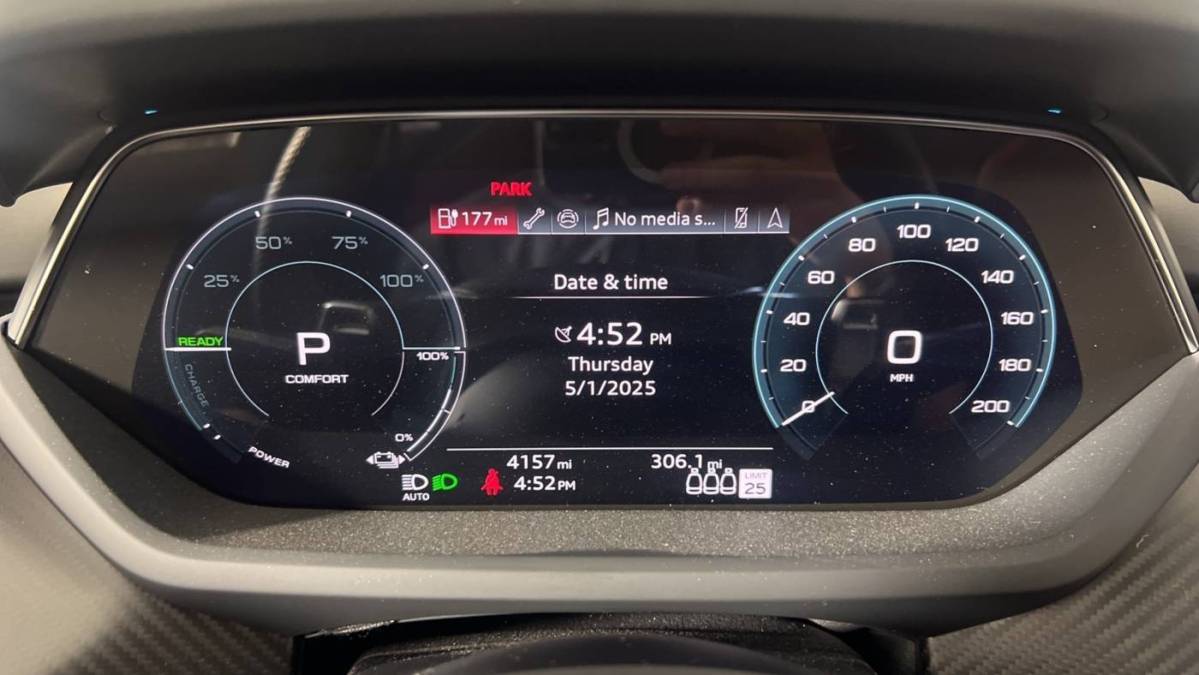 PARK
177 mi
No media s...
50%
75%
25%
100%
READY
P
COMFORT
100%
CHARGE
0%
POWER
Date & time
4:52 PM
Thursday
5/1/2025
80
100
120
60
140
40
160
20
180
0
200
0
MPH
4157 mi
306.1 mi
AUTO
4:52 PM
LIMIT
25